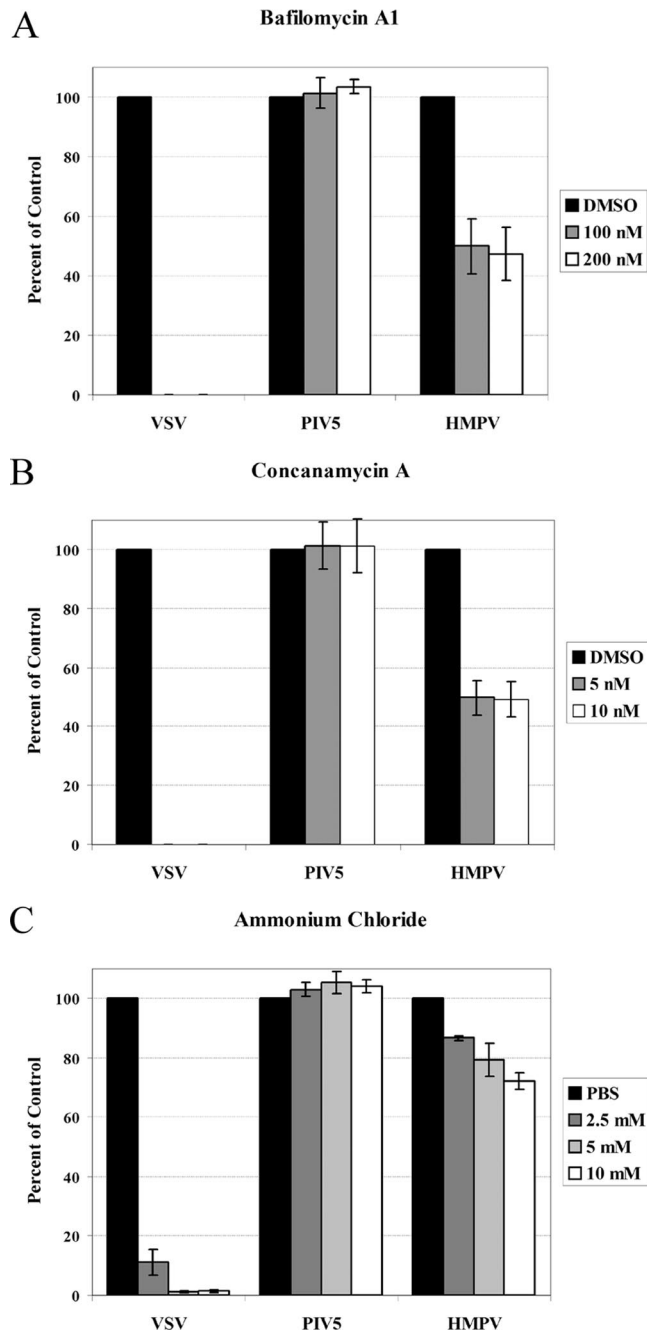 A
Bafilomycin A1
Percent of Control
100
80
60
40
20
0
VSV PIV5 HMPV
DMSO
100 nM
200 nM
B
Concanamycin A
Percent of Control
100
80
60
40
20
0
VSV PIV5 HMPV
DMSO
5 nM
10 nM
C
Ammonium Chloride
Percent of Control
100
80
60
40
20
0
VSV PIV5 HMPV
PBS
2.5 mM
5 mM
10 mM